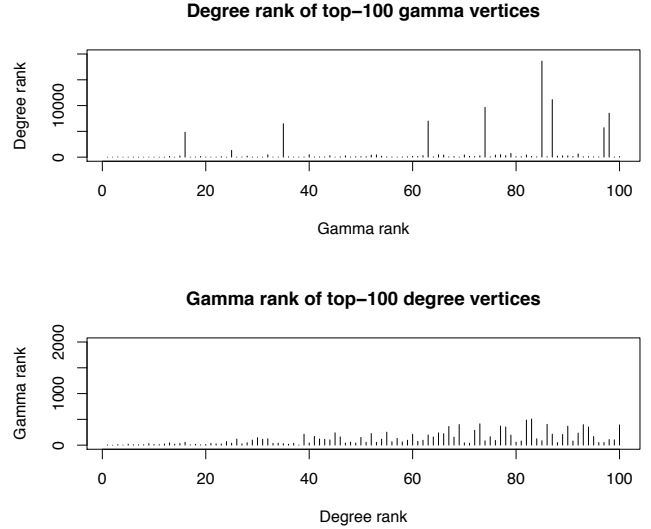 Degree rank of top−100 gamma vertices
Degree rank
10000
0
0 20 40 60 80 100
Gamma rank
Gamma rank of top−100 degree vertices
Gamma rank
2000
1000
0
0 20 40 60 80 100
Degree rank